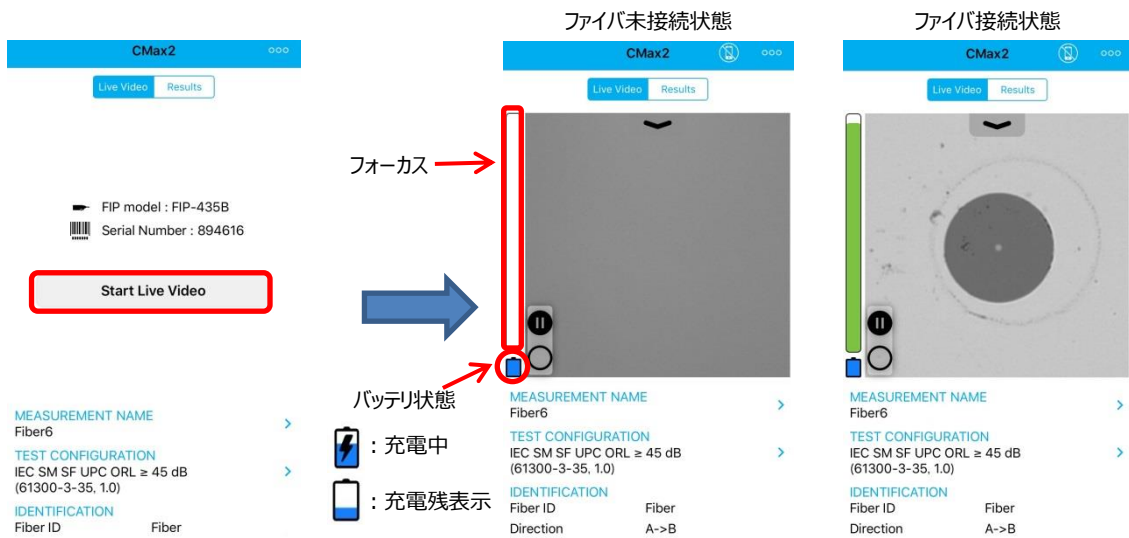 CMax2
Live Video Results
FIP model : FIP-435B
Serial Number : 894616
Start Live Video
MEASUREMENT NAME
Fiber6
TEST CONFIGURATION
IEC SM SF UPC ORL ≥ 45 dB
(61300-3-35, 1.0)
IDENTIFICATION
Fiber ID Fiber
フォーカス
バッテリ状態
：充電中
：充電残表示
ファイバ未接続状態
CMax2
Live Video Results
MEASUREMENT NAME
Fiber6
TEST CONFIGURATION
IEC SM SF UPC ORL ≥ 45 dB
(61300-3-35, 1.0)
IDENTIFICATION
Fiber ID Fiber
Direction A->B
ファイバ接続状態
CMax2
Live Video Results
MEASUREMENT NAME
Fiber6
TEST CONFIGURATION
IEC SM SF UPC ORL ≥ 45 dB
(61300-3-35, 1.0)
IDENTIFICATION
Fiber ID Fiber
Direction A->B